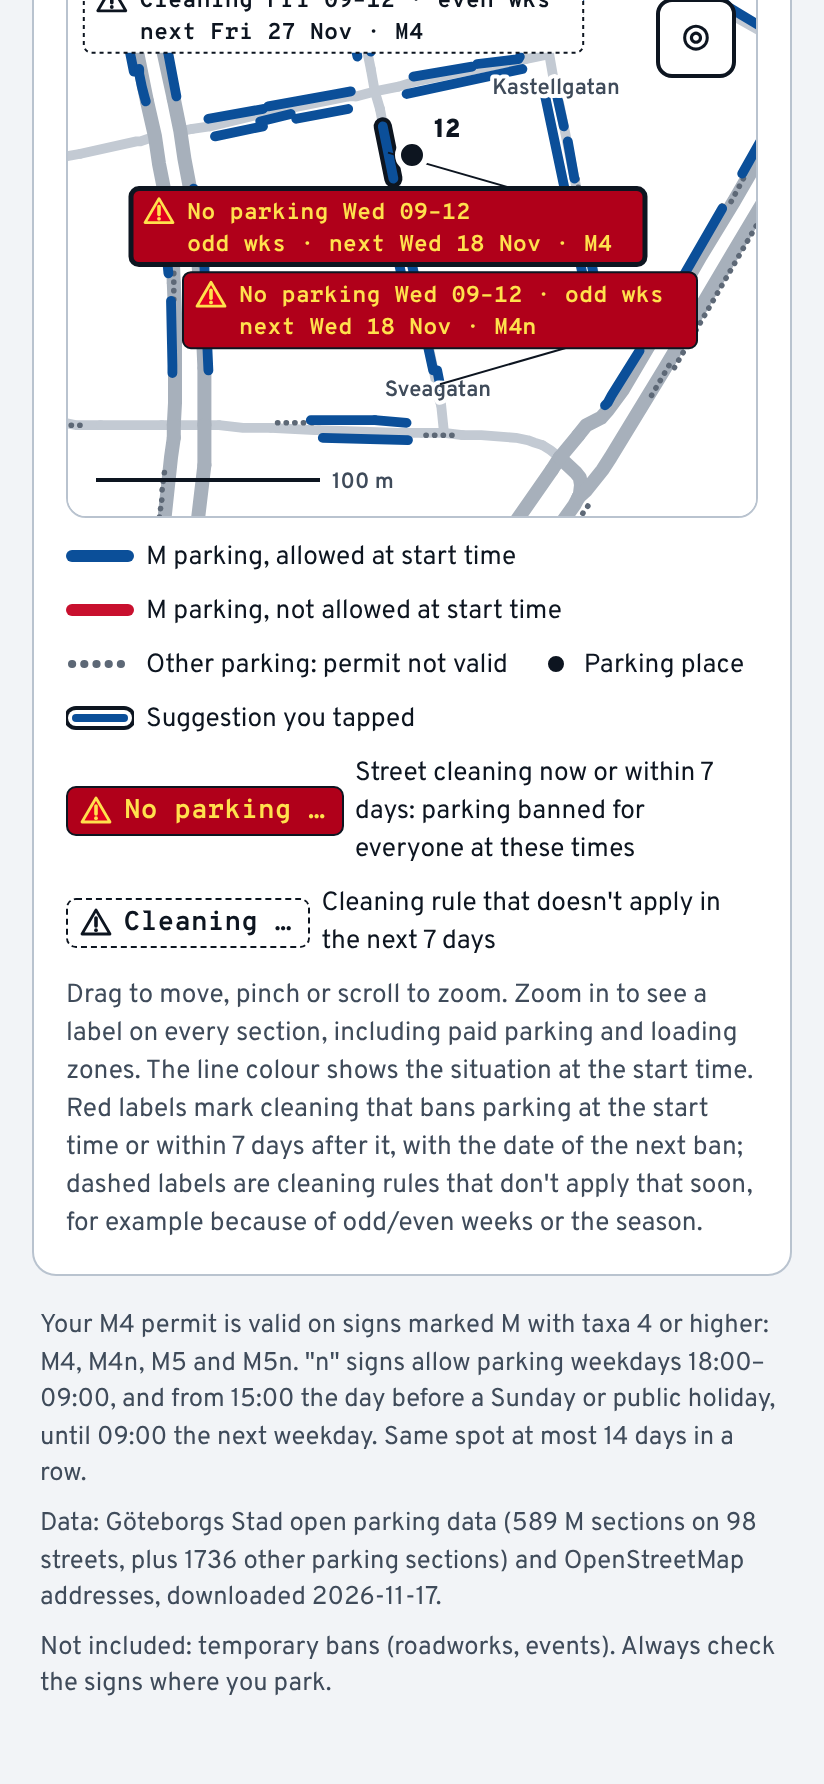 Cleaning Fri 09–12 · even wks
next Fri 27 Nov · M4
Kastellgatan
12
No parking Wed 09–12
odd wks · next Wed 18 Nov · M4
No parking Wed 09–12 · odd wks
next Wed 18 Nov · M4n
Sveagatan
100 m
M parking, allowed at start time
M parking, not allowed at start time
Other parking: permit not valid
Parking place
Suggestion you tapped
No parking …
Street cleaning now or within 7
days: parking banned for
everyone at these times
Cleaning …
Cleaning rule that doesn't apply in
the next 7 days
Drag to move, pinch or scroll to zoom. Zoom in to see a
label on every section, including paid parking and loading
zones. The line colour shows the situation at the start time.
Red labels mark cleaning that bans parking at the start
time or within 7 days after it, with the date of the next ban;
dashed labels are cleaning rules that don't apply that soon,
for example because of odd/even weeks or the season.
Your M4 permit is valid on signs marked M with taxa 4 or higher:
M4, M4n, M5 and M5n. "n" signs allow parking weekdays 18:00–
09:00, and from 15:00 the day before a Sunday or public holiday,
until 09:00 the next weekday. Same spot at most 14 days in a
row.
Data: Göteborgs Stad open parking data (589 M sections on 98
streets, plus 1736 other parking sections) and OpenStreetMap
addresses, downloaded 2026-11-17.
Not included: temporary bans (roadworks, events). Always check
the signs where you park.